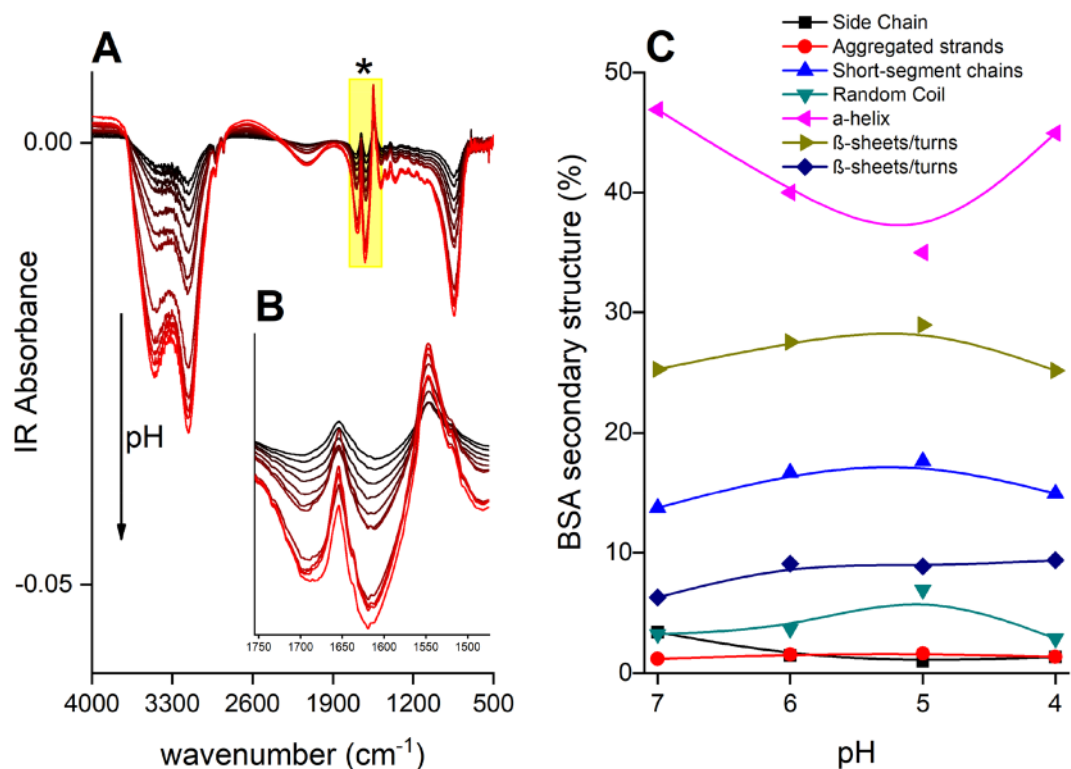 A
*
0.00
-0.05
IR Absorbance
pH
B
1750 1700 1650 1600 1550 1500
4000 3300 2600 1900 1200 500
wavenumber (cm⁻¹)
C
Side Chain
Aggregated strands
Short-segment chains
Random Coil
a-helix
ß-sheets/turns
ß-sheets/turns
50
40
30
20
10
0
BSA secondary structure (%)
7 6 5 4
pH